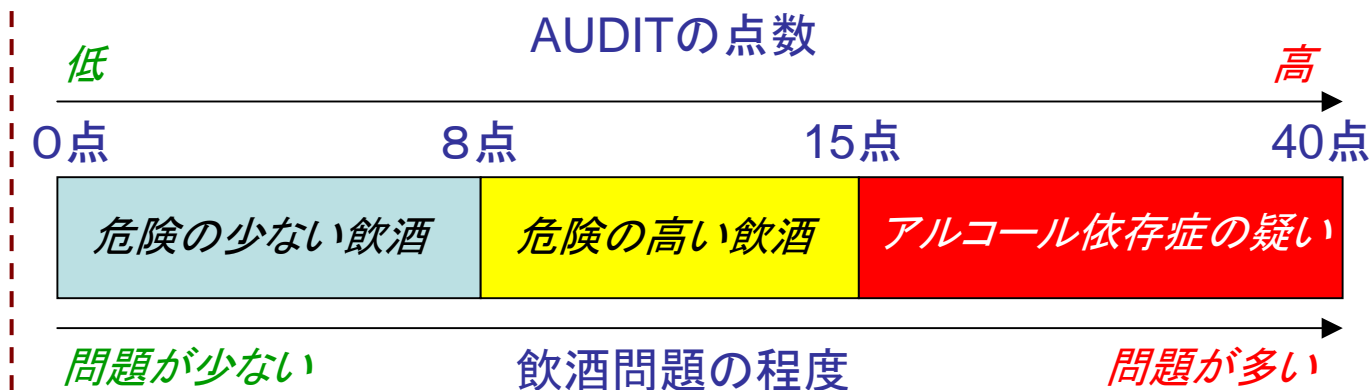 AUDITの点数
低 高
0点 8点 15点 40点
危険の少ない飲酒 危険の高い飲酒 アルコール依存症の疑い
問題が少ない 飲酒問題の程度 問題が多い